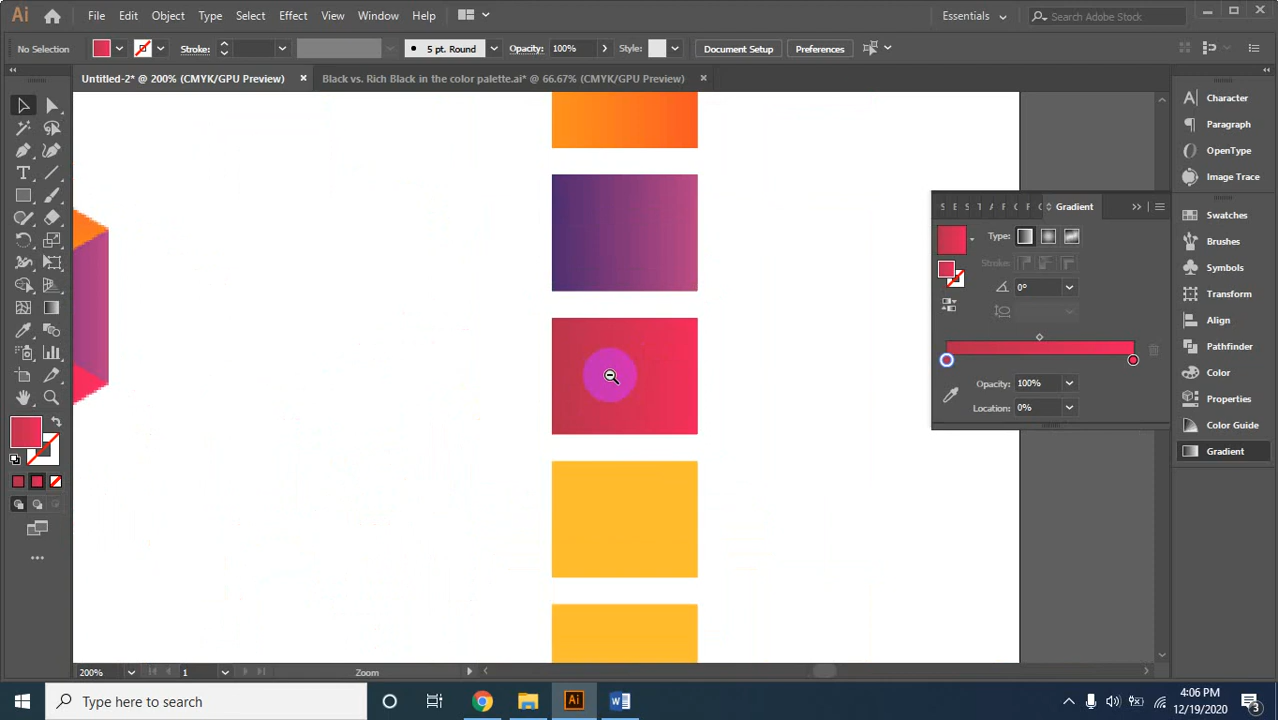 Ai File Edit Object Type Select Effect View Window Help Essentials Search Adobe Stock
No Selection Stroke: 5 pt. Round Opacity: 100% Style: Document Setup Preferences
Untitled-2* @ 200% (CMYK/GPU Preview) × Black vs. Rich Black in the color palette.ai* @ 66.67% (CMYK/GPU Preview) ×
Character
Paragraph
OpenType
Image Trace
Swatches
Brushes
Symbols
Transform
Align
Pathfinder
Color
Properties
Color Guide
Gradient
Gradient
Type:
Stroke:
0°
Opacity: 100%
Location: 0%
200% 1 Zoom
Type here to search
Ai
4:06 PM
12/19/2020
3